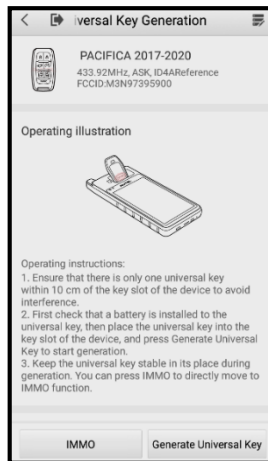 iversal Key Generation
PACIFICA 2017-2020
433.92MHz, ASK, ID4AReference
FCCID:M3N97395900
Operating illustration
Operating instructions:
1. Ensure that there is only one universal key
within 10 cm of the key slot of the device to avoid
interference.
2. First check that a battery is installed to the
universal key, then place the universal key into the
key slot of the device, and press Generate Universal
Key to start generation.
3. Keep the universal key stable in its place during
generation. You can press IMMO to directly move to
IMMO function.
IMMO
Generate Universal Key